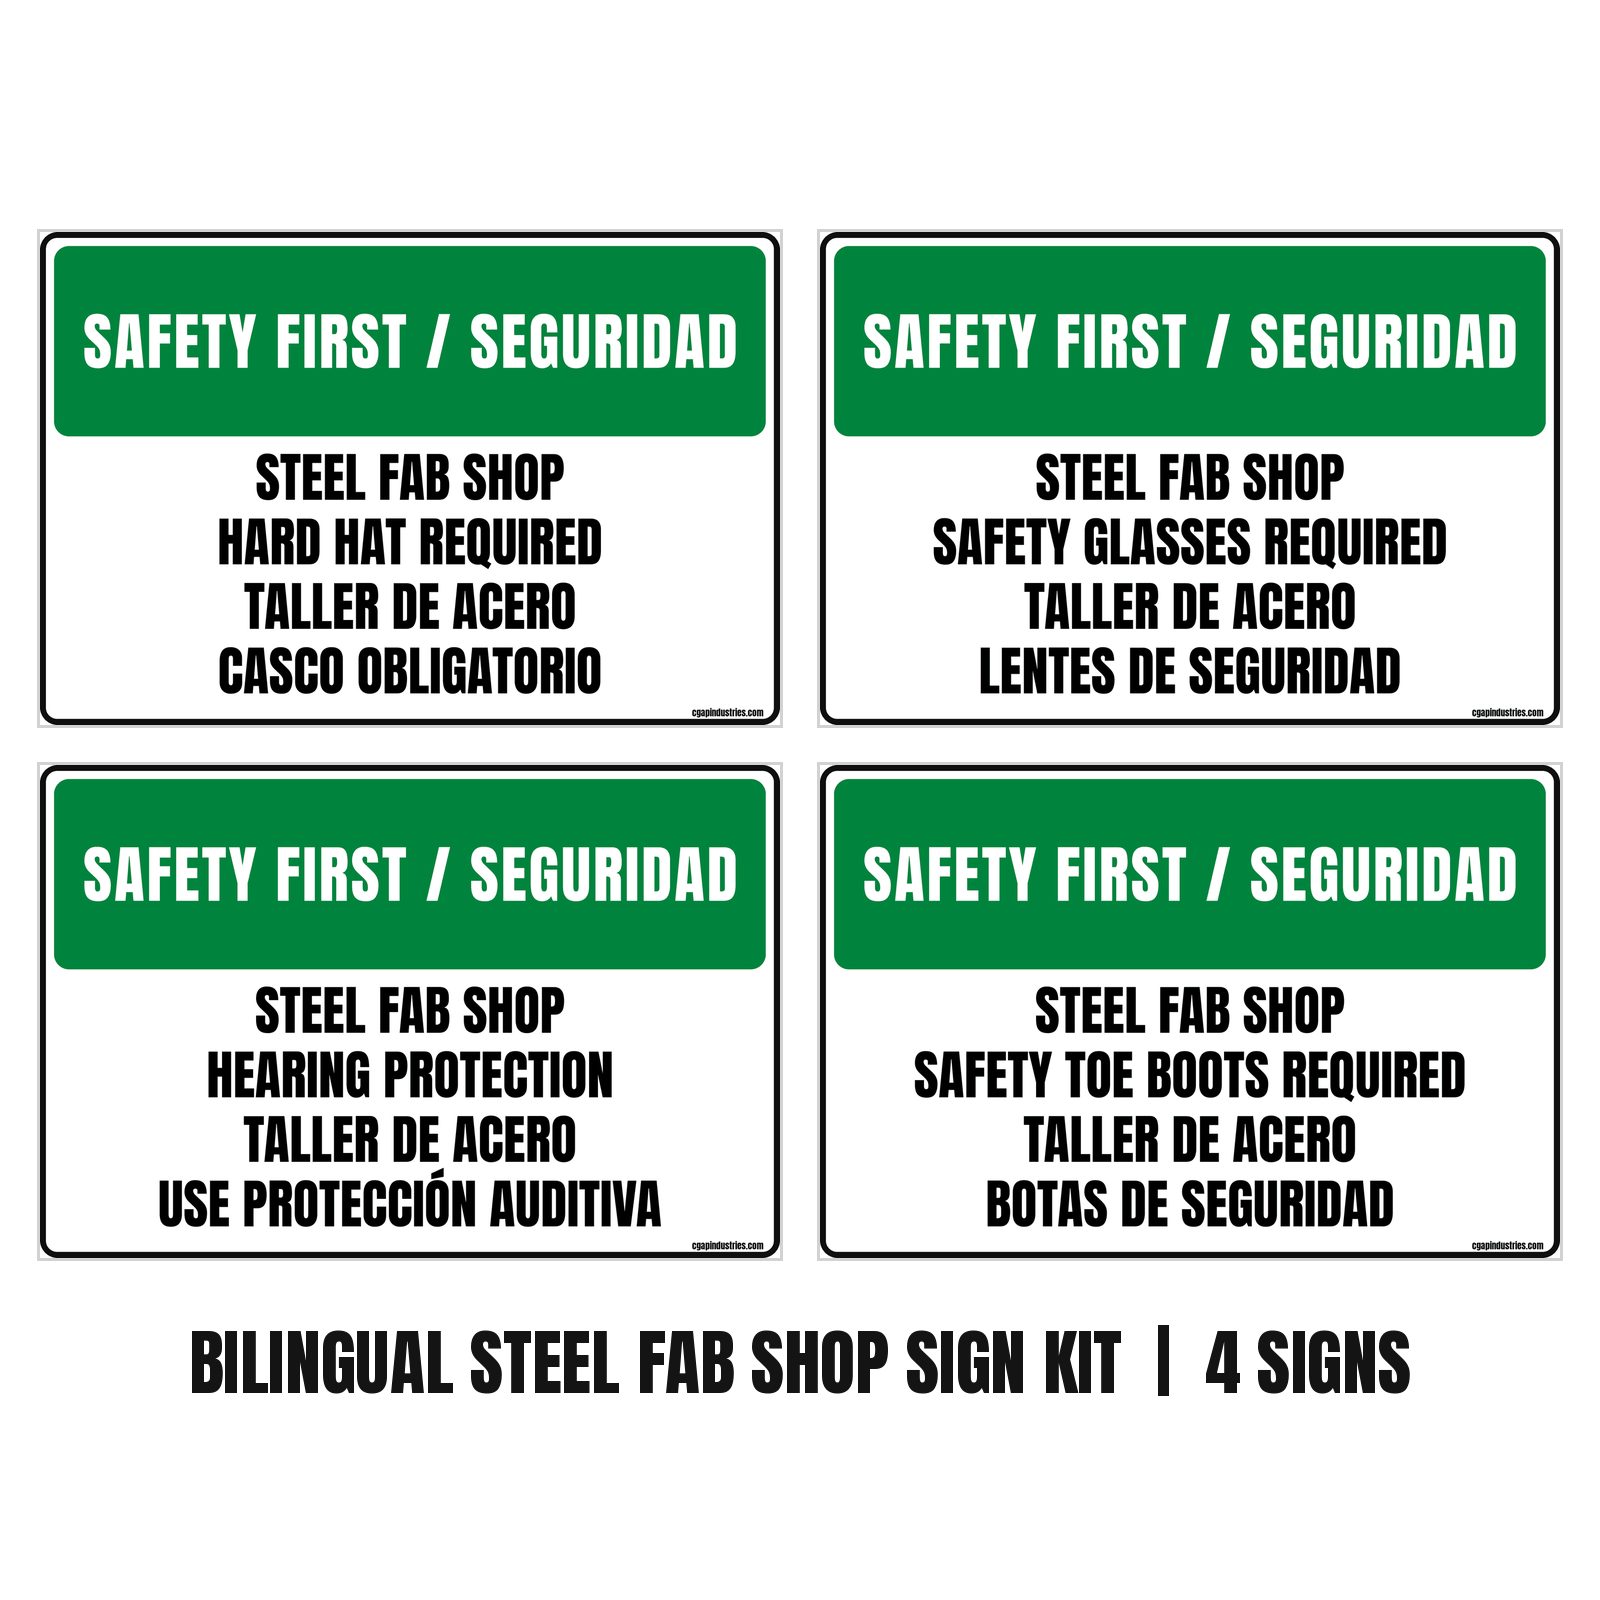 SAFETY FIRST / SEGURIDAD
STEEL FAB SHOP
HARD HAT REQUIRED
TALLER DE ACERO
CASCO OBLIGATORIO
cgapindustries.com
SAFETY FIRST / SEGURIDAD
STEEL FAB SHOP
SAFETY GLASSES REQUIRED
TALLER DE ACERO
LENTES DE SEGURIDAD
cgapindustries.com
SAFETY FIRST / SEGURIDAD
STEEL FAB SHOP
HEARING PROTECTION
TALLER DE ACERO
USE PROTECCIÓN AUDITIVA
cgapindustries.com
SAFETY FIRST / SEGURIDAD
STEEL FAB SHOP
SAFETY TOE BOOTS REQUIRED
TALLER DE ACERO
BOTAS DE SEGURIDAD
cgapindustries.com
BILINGUAL STEEL FAB SHOP SIGN KIT | 4 SIGNS